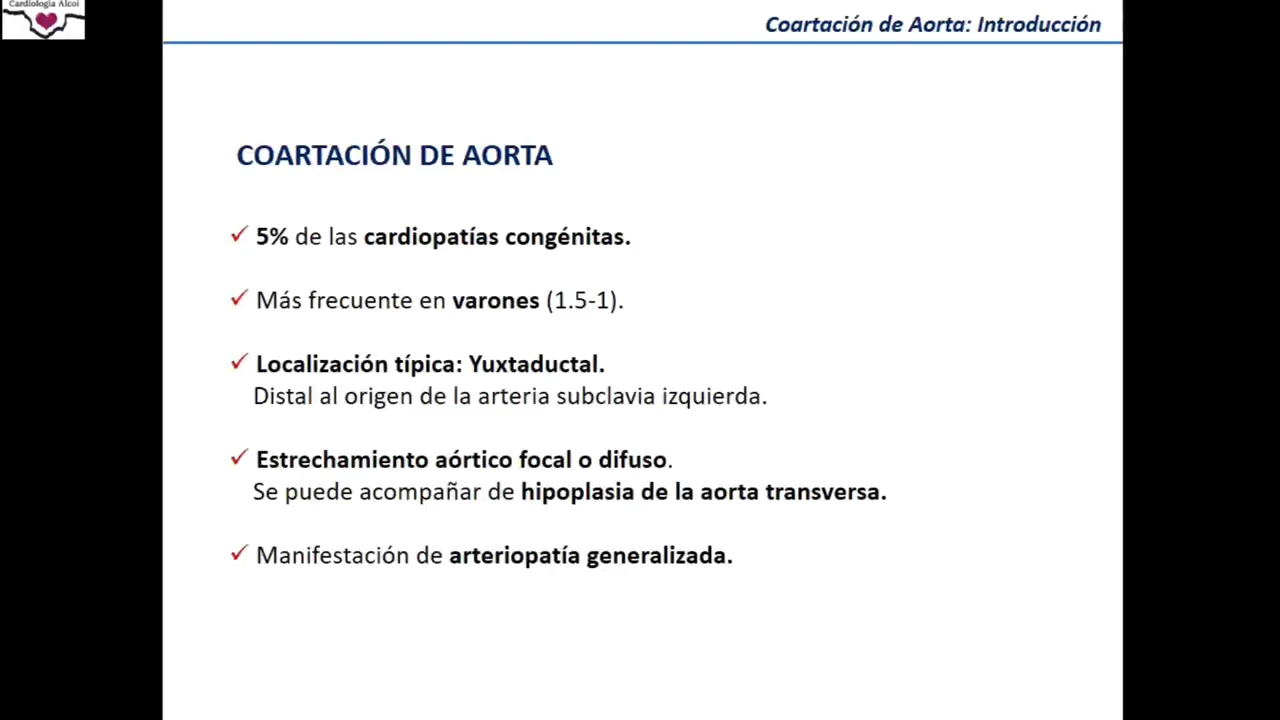 Cardiología Alcoi
Coartación de Aorta: Introducción
COARTACIÓN DE AORTA
✓ 5% de las cardiopatías congénitas.
✓ Más frecuente en varones (1.5-1).
✓ Localización típica: Yuxtaductal.
Distal al origen de la arteria subclavia izquierda.
✓ Estrechamiento aórtico focal o difuso.
Se puede acompañar de hipoplasia de la aorta transversa.
✓ Manifestación de arteriopatía generalizada.